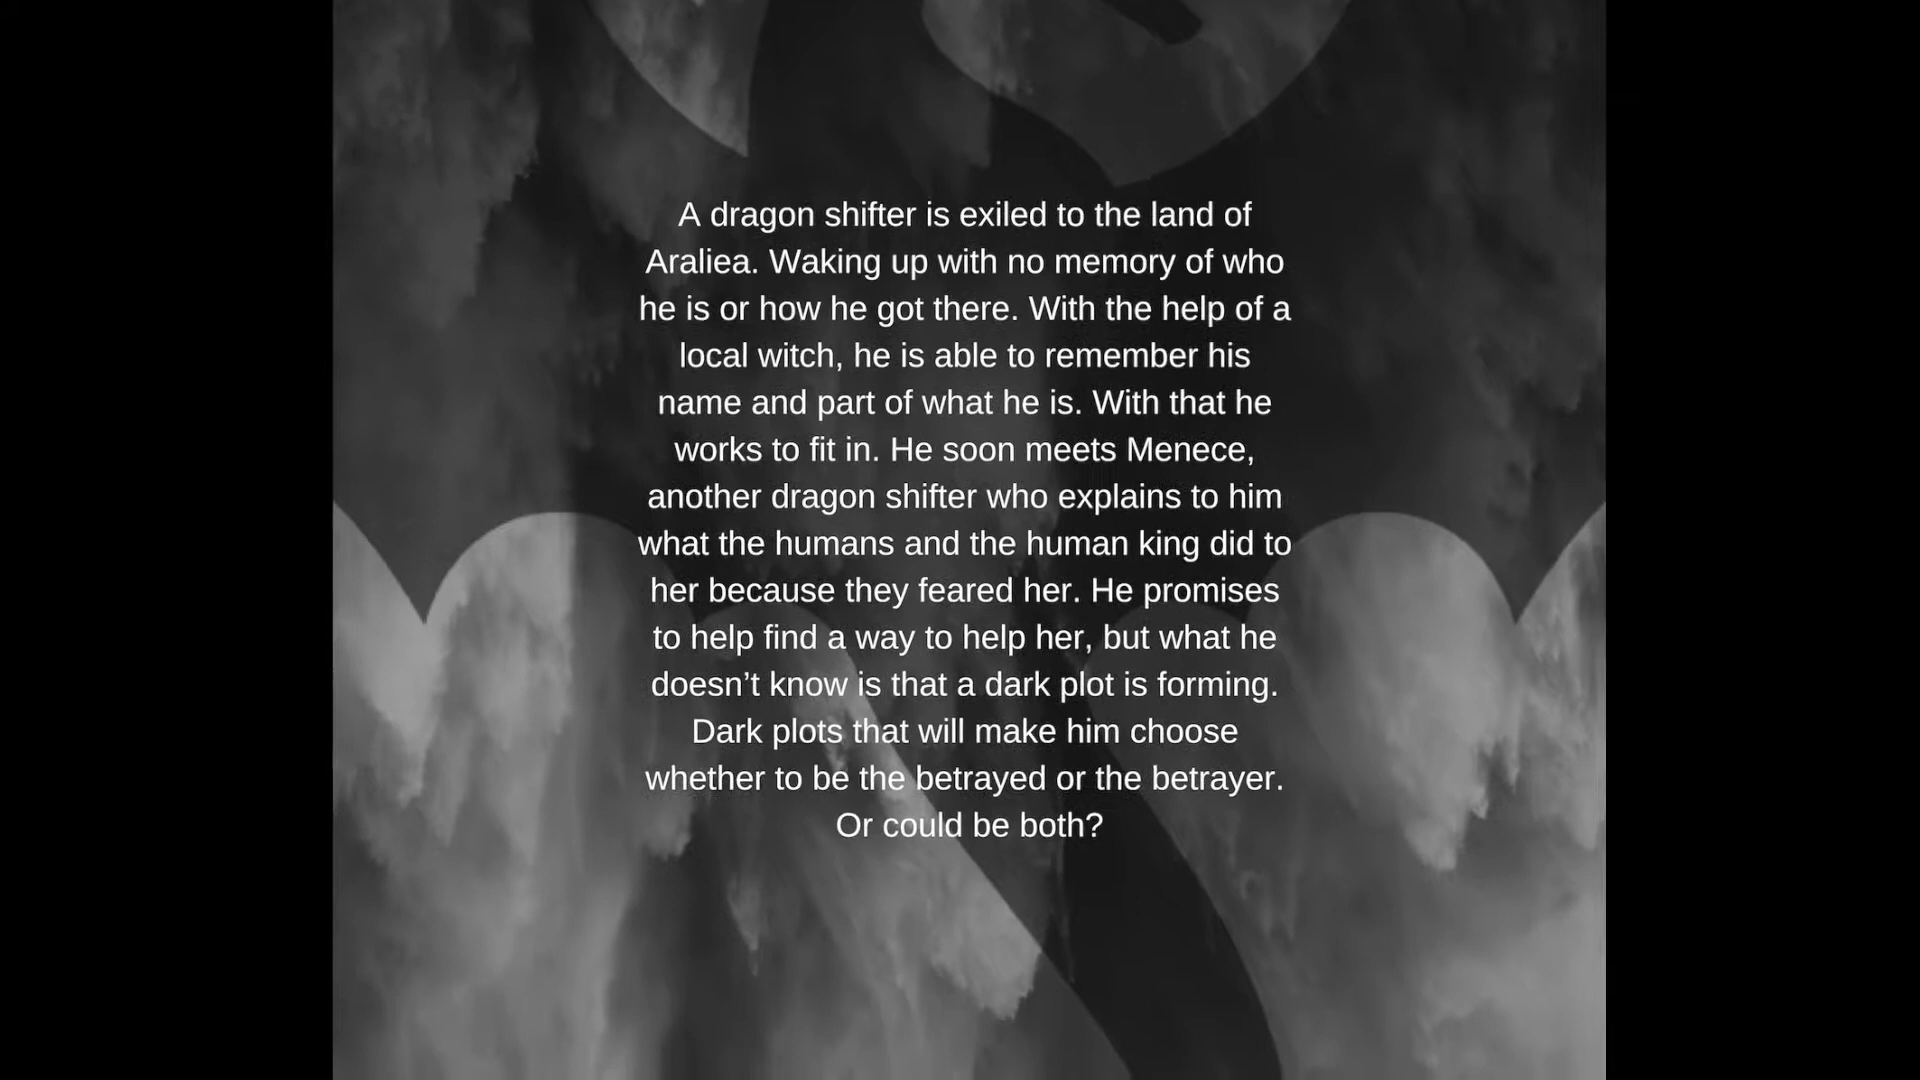 A dragon shifter is exiled to the land of
Araliea. Waking up with no memory of who
he is or how he got there. With the help of a
local witch, he is able to remember his
name and part of what he is. With that he
works to fit in. He soon meets Menece,
another dragon shifter who explains to him
what the humans and the human king did to
her because they feared her. He promises
to help find a way to help her, but what he
doesn’t know is that a dark plot is forming.
Dark plots that will make him choose
whether to be the betrayed or the betrayer.
Or could be both?